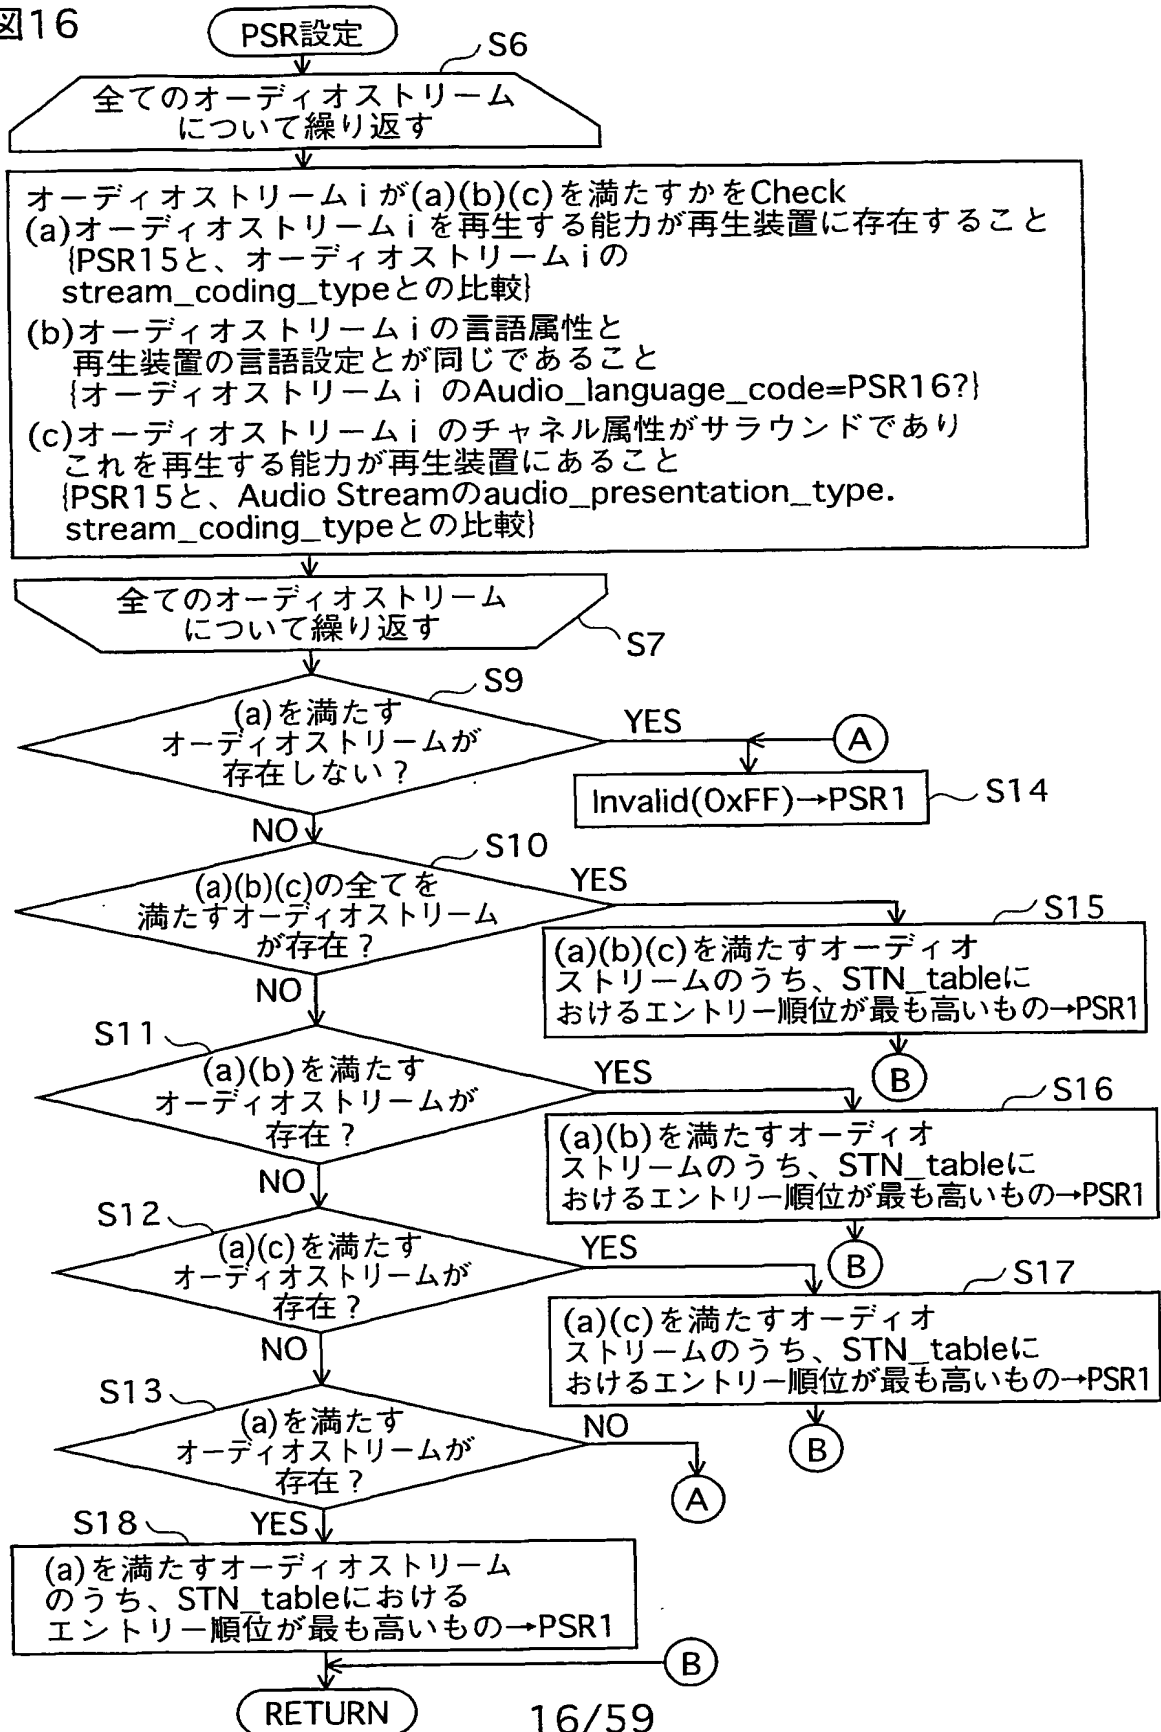 図16
PSR設定
S6
全てのオーディオストリーム
について繰り返す
オーディオストリームiが(a)(b)(c)を満たすかをCheck
(a)オーディオストリームiを再生する能力が再生装置に存在すること
{PSR15と、オーディオストリームiの
stream_coding_typeとの比較}
(b)オーディオストリームiの言語属性と
再生装置の言語設定とが同じであること
{オーディオストリームi のAudio_language_code=PSR16?}
(c)オーディオストリームi のチャネル属性がサラウンドであり
これを再生する能力が再生装置にあること
{PSR15と、Audio Streamのaudio_presentation_type.
stream_coding_typeとの比較}
全てのオーディオストリーム
について繰り返す
S7
S9
(a)を満たす
オーディオストリームが
存在しない?
YES
A
Invalid(0xFF)→PSR1
S14
NO
S10
(a)(b)(c)の全てを
満たすオーディオストリーム
が存在?
YES
S15
(a)(b)(c)を満たすオーディオ
ストリームのうち、STN_tableに
おけるエントリー順位が最も高いもの→PSR1
B
NO
S11
(a)(b)を満たす
オーディオストリームが
存在?
YES
S16
(a)(b)を満たすオーディオ
ストリームのうち、STN_tableに
おけるエントリー順位が最も高いもの→PSR1
B
NO
S12
(a)(c)を満たす
オーディオストリームが
存在?
YES
S17
(a)(c)を満たすオーディオ
ストリームのうち、STN_tableに
おけるエントリー順位が最も高いもの→PSR1
B
NO
S13
(a)を満たす
オーディオストリームが
存在?
NO
A
YES
S18
(a)を満たすオーディオストリーム
のうち、STN_tableにおける
エントリー順位が最も高いもの→PSR1
B
RETURN
16/59